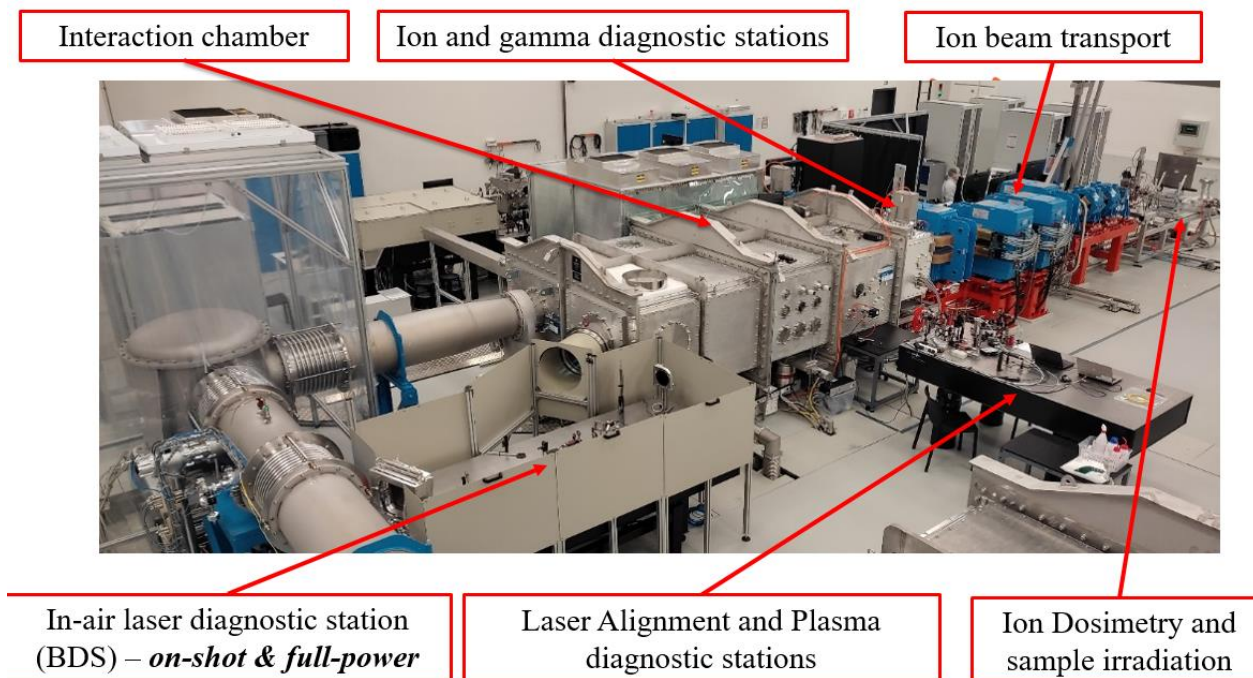 Interaction chamber
Ion and gamma diagnostic stations
Ion beam transport
In-air laser diagnostic station
(BDS) – on-shot & full-power
Laser Alignment and Plasma
diagnostic stations
Ion Dosimetry and
sample irradiation